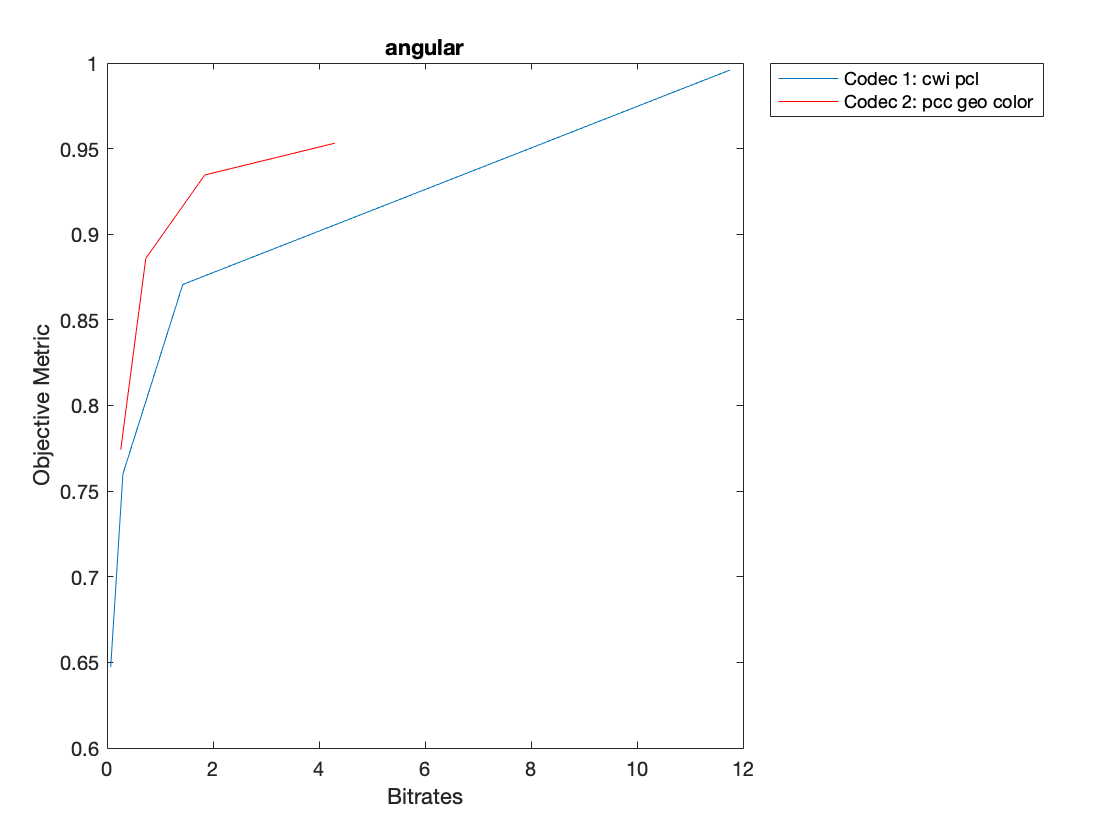 angular
Codec 1: cwi pcl
Codec 2: pcc geo color
Objective Metric
1
0.95
0.9
0.85
0.8
0.75
0.7
0.65
0.6
0 2 4 6 8 10 12
Bitrates